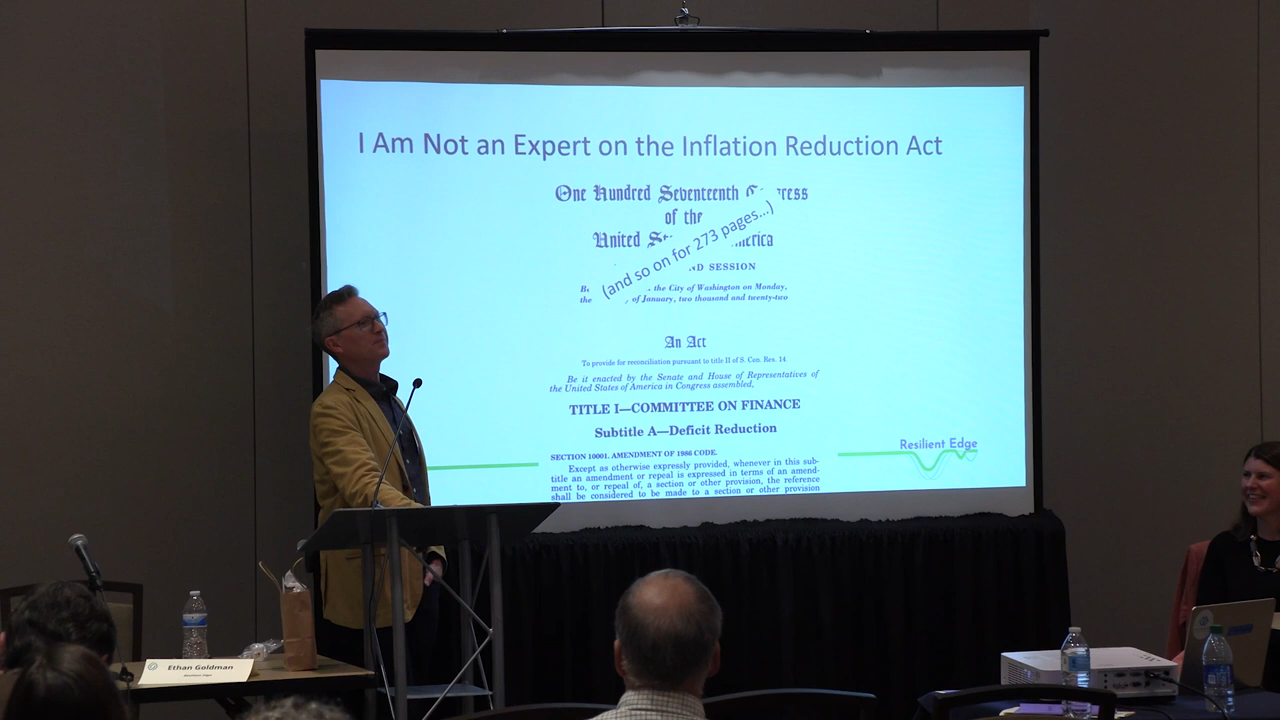 I Am Not an Expert on the Inflation Reduction Act
One Hundred Seventeenth
of the
United
(and so on for 273 pages...)
SESSION
the City of Washington on Monday,
the of January, two thousand and twenty-two
An Act
To provide for reconciliation pursuant to title II of S. Con. Res. 14.
Be it enacted by the Senate and House of Representatives of
the United States of America in Congress assembled,
TITLE I—COMMITTEE ON FINANCE
Subtitle A—Deficit Reduction
SECTION 10001. AMENDMENT OF 1986 CODE.
Except as otherwise expressly provided, whenever in this sub-
title an amendment or repeal is expressed in terms of an amend-
ment to, or repeal of, a section or other provision, the reference
shall be considered to be made to a section or other provision
Resilient Edge
Ethan Goldman
Resilient Edge